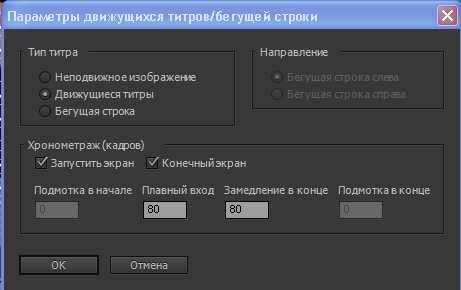 Параметры движущихся титров/бегущей строки
Тип титра
Неподвижное изображение
Движущиеся титры
Бегущая строка
Направление
Бегущая строка слева
Бегущая строка справа
Хронометраж (кадров)
Запустить экран Конечный экран
Подмотка в начале Плавный вход Замедление в конце Подмотка в конце
0 80 80 0
OK Отмена